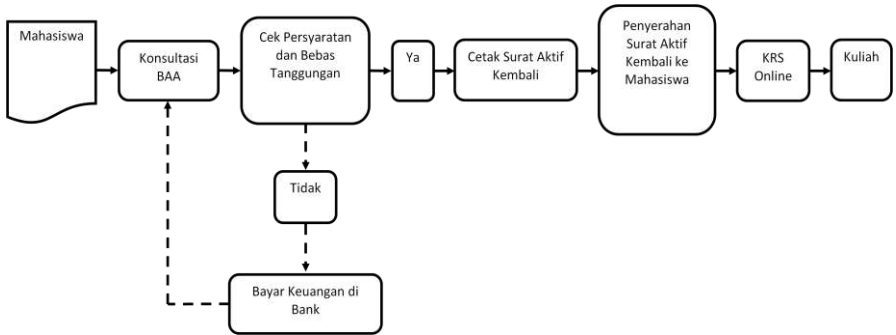 Mahasiswa
Konsultasi
BAA
Cek Persyaratan
dan Bebas
Tanggungan
Ya
Cetak Surat Aktif
Kembali
Penyerahan
Surat Aktif
Kembali ke
Mahasiswa
KRS
Online
Kuliah
Tidak
Bayar Keuangan di
Bank